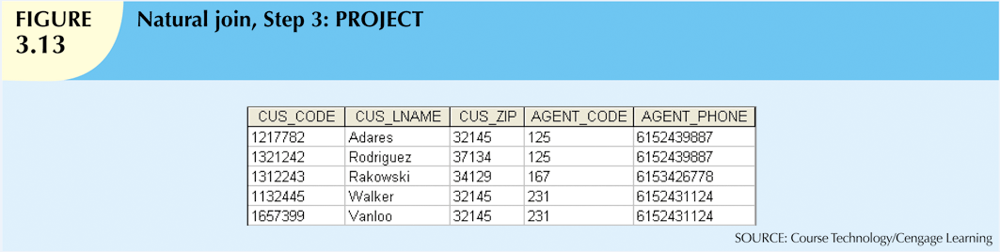 FIGURE
3.13
Natural join, Step 3: PROJECT
CUS_CODE CUS_LNAME CUS_ZIP AGENT_CODE AGENT_PHONE
1217782 Adares 32145 125 6152439887
1321242 Rodriguez 37134 125 6152439887
1312243 Rakowski 34129 167 6153426778
1132445 Walker 32145 231 6152431124
1657399 Vanloo 32145 231 6152431124
SOURCE: Course Technology/Cengage Learning